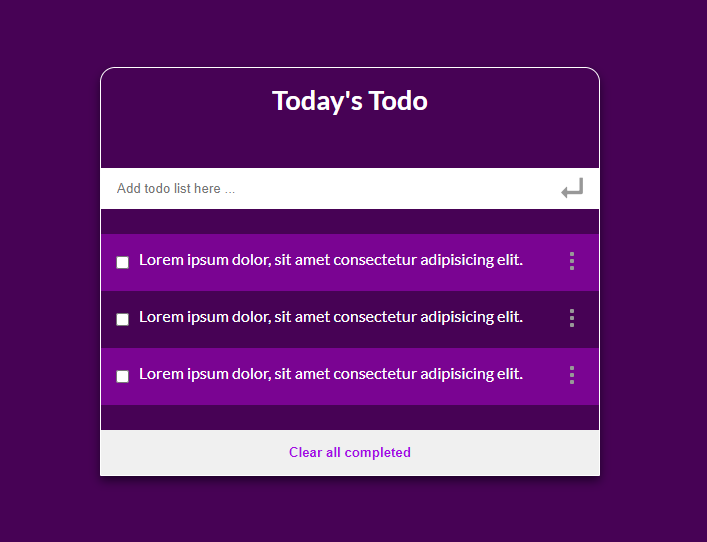 Today's Todo
Add todo list here ...
Lorem ipsum dolor, sit amet consectetur adipisicing elit.
Lorem ipsum dolor, sit amet consectetur adipisicing elit.
Lorem ipsum dolor, sit amet consectetur adipisicing elit.
Clear all completed